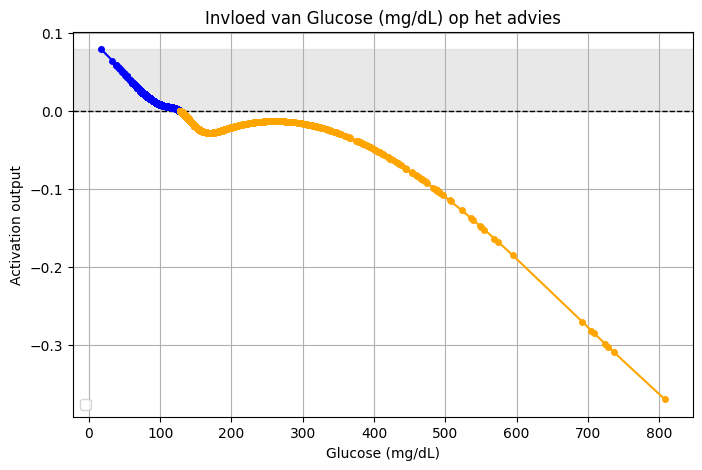 Invloed van Glucose (mg/dL) op het advies
Activation output
0.1
0.0
−0.1
−0.2
−0.3
0 100 200 300 400 500 600 700 800
Glucose (mg/dL)